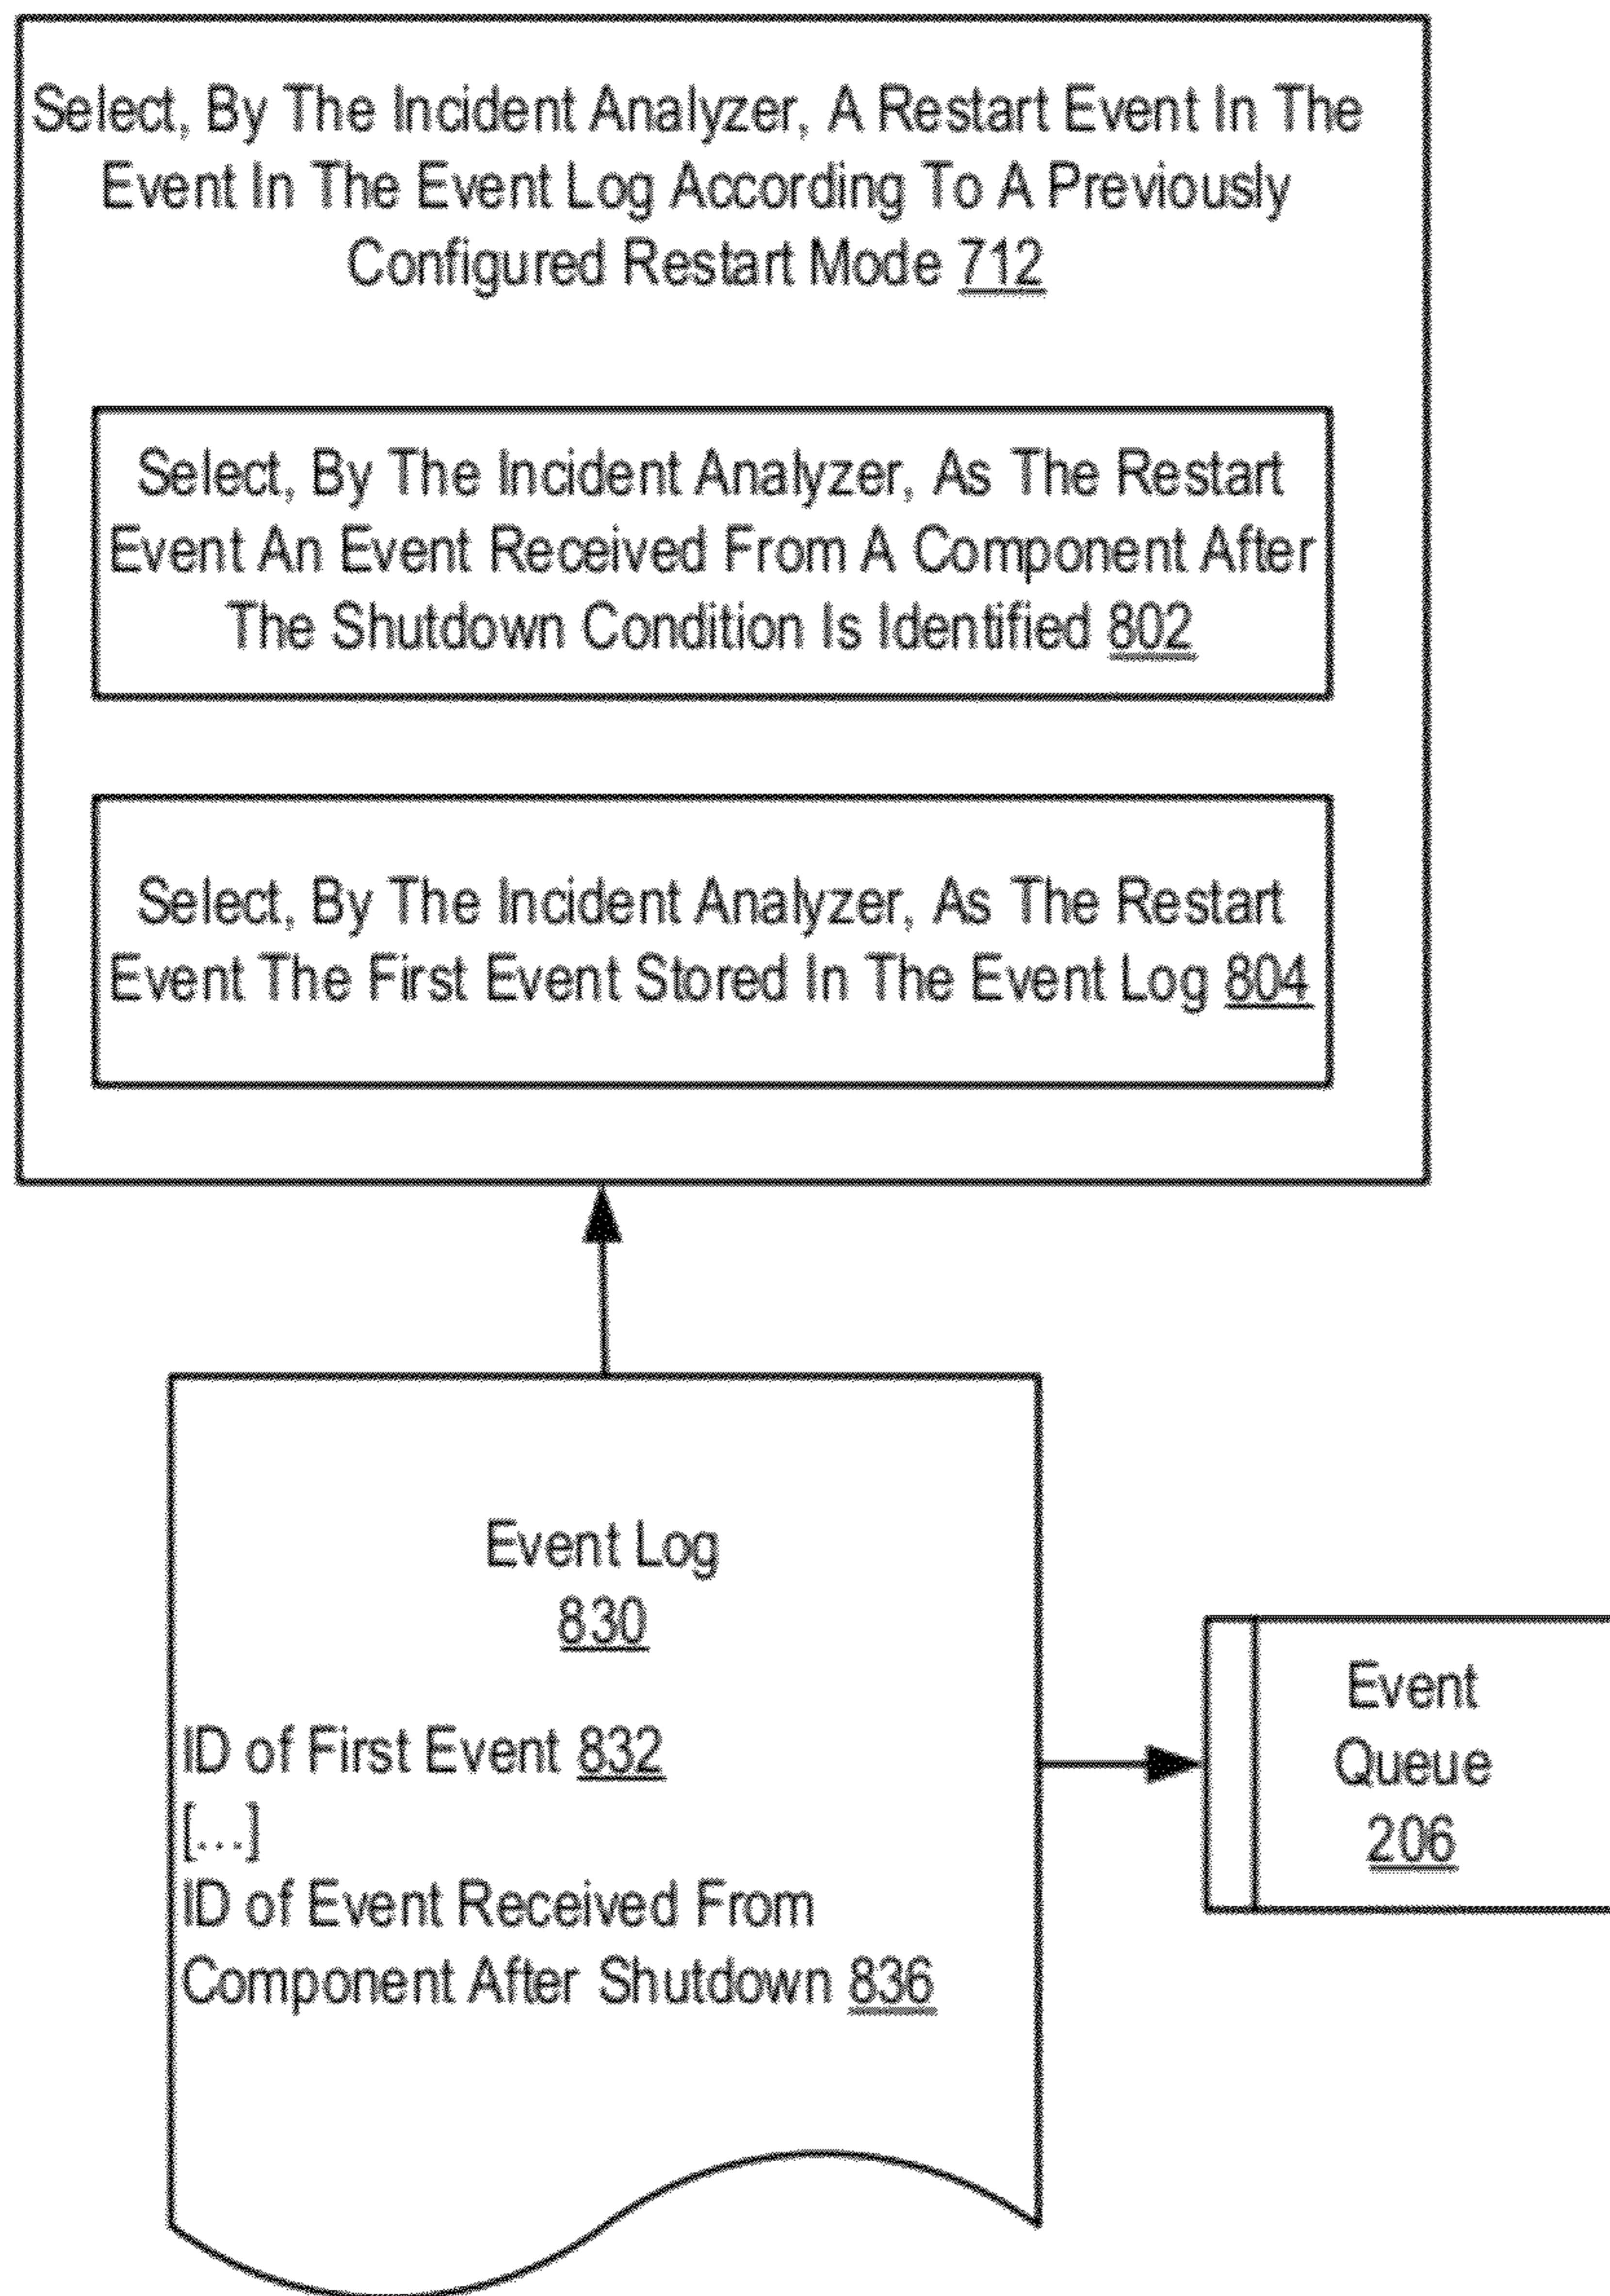 Select, By The Incident Analyzer, A Restart Event In The
Event In The Event Log According To A Previously
Configured Restart Mode 712
Select, By The Incident Analyzer, As The Restart
Event An Event Received From A Component After
The Shutdown Condition Is Identified 802
Select, By The Incident Analyzer, As The Restart
Event The First Event Stored In The Event Log 804
Event Log
830
ID of First Event 832
[...]
ID of Event Received From
Component After Shutdown 836
Event
Queue
206